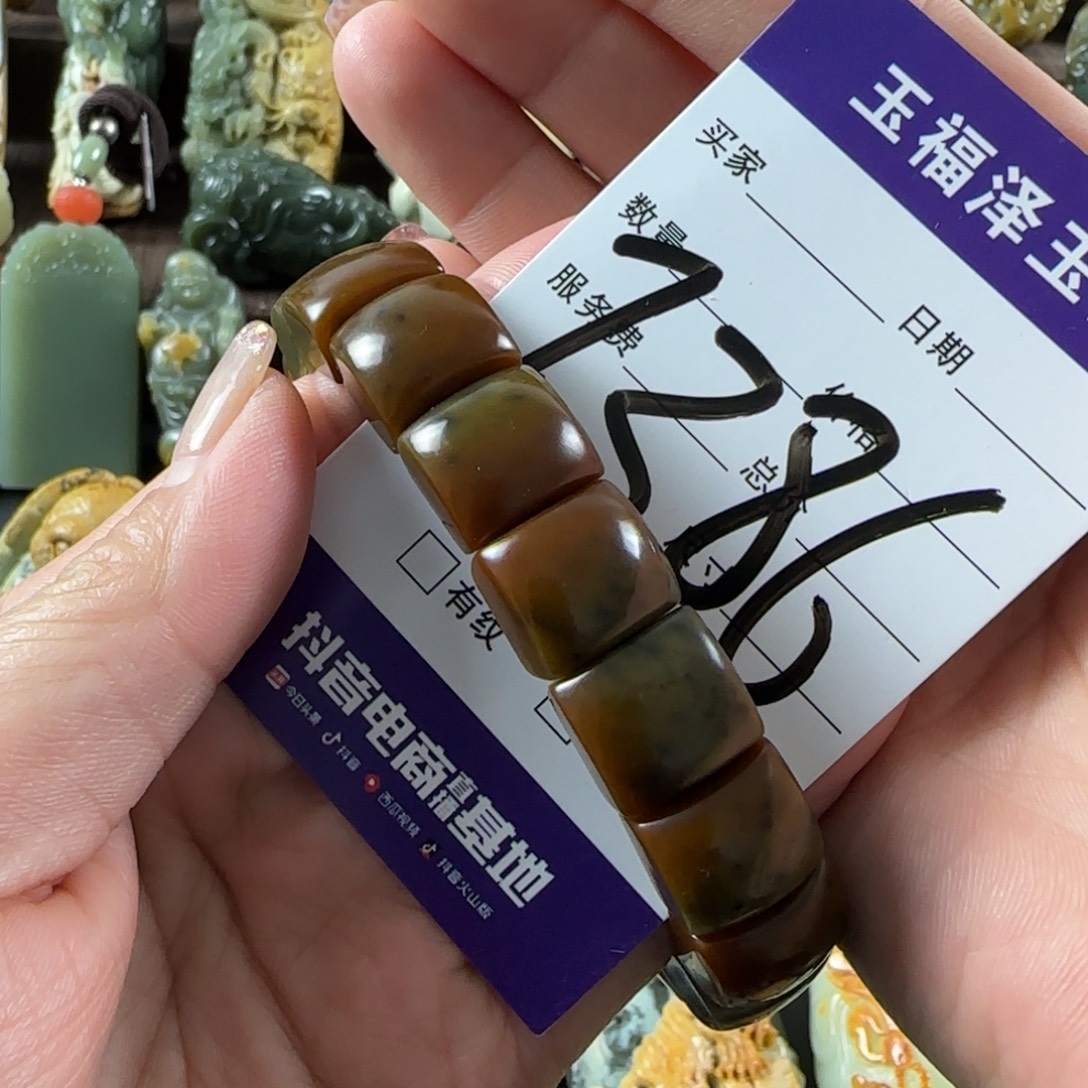 玉福泽玉
买家
日期
数量
价格
服务费
总
7286
有纹
抖音电商直播基地
今日头条 抖音 西瓜视频 抖音火山版